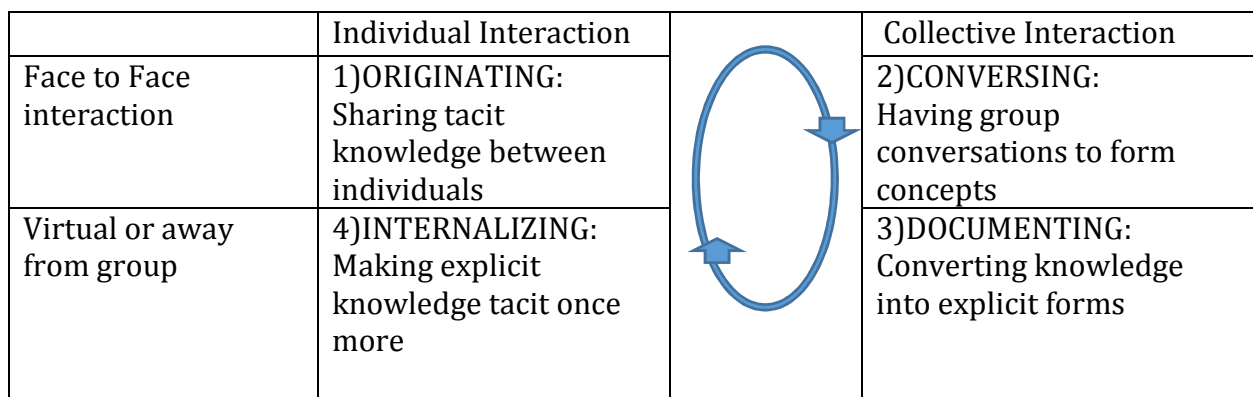 Individual Interaction
Collective Interaction
Face to Face
interaction
1)ORIGINATING:
Sharing tacit
knowledge between
individuals
2)CONVERSING:
Having group
conversations to form
concepts
Virtual or away
from group
4)INTERNALIZING:
Making explicit
knowledge tacit once
more
3)DOCUMENTING:
Converting knowledge
into explicit forms